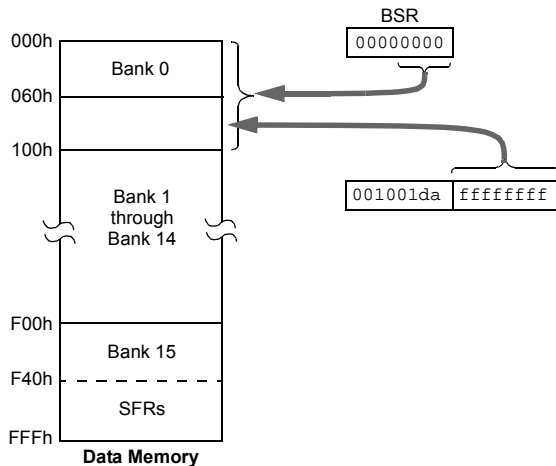 BSR
000h
00000000
Bank 0
060h
100h
001001da ffffffff
Bank 1
through
Bank 14
F00h
Bank 15
F40h
SFRs
FFFh
Data Memory